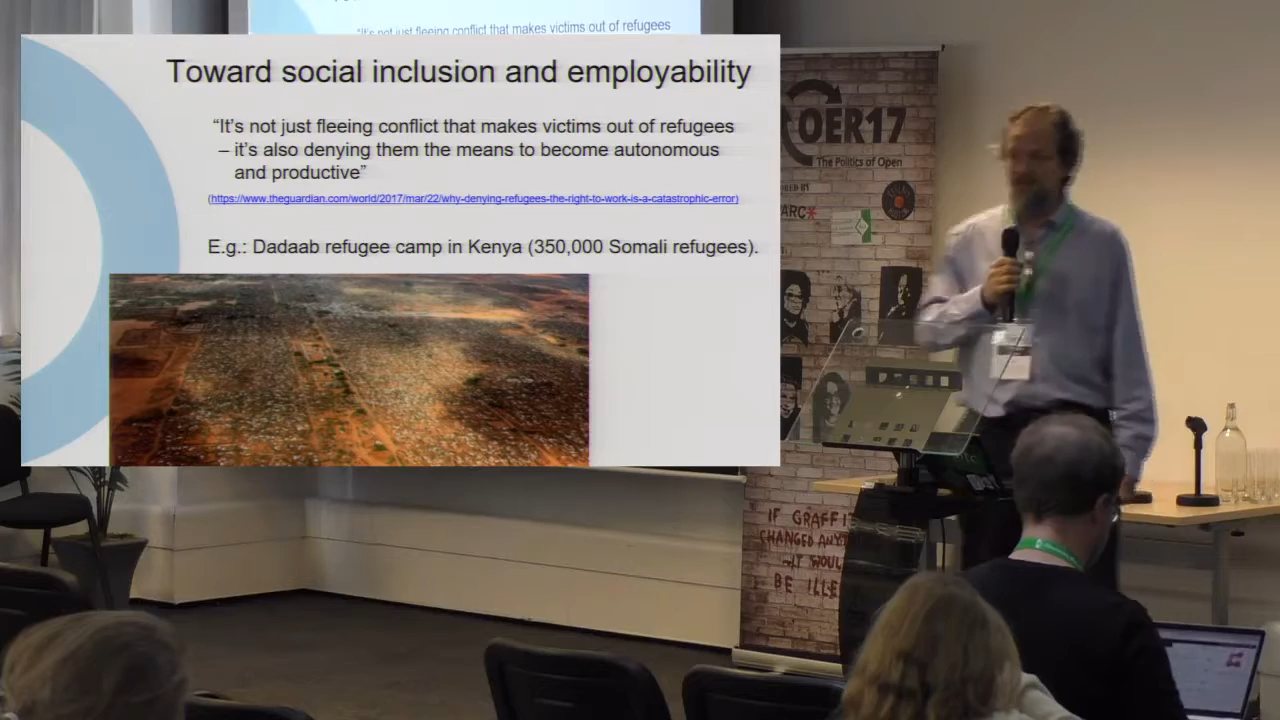 "It's not just fleeing conflict that makes victims out of refugees
Toward social inclusion and employability
"It's not just fleeing conflict that makes victims out of refugees
– it's also denying them the means to become autonomous
and productive"
(https://www.theguardian.com/world/2017/mar/22/why-denying-refugees-the-right-to-work-is-a-catastrophic-error)
E.g.: Dadaab refugee camp in Kenya (350,000 Somali refugees).
OER17
The Politics of Open
IF GRAFFITI
CHANGED ANY
IT WOUL
BE ILLE